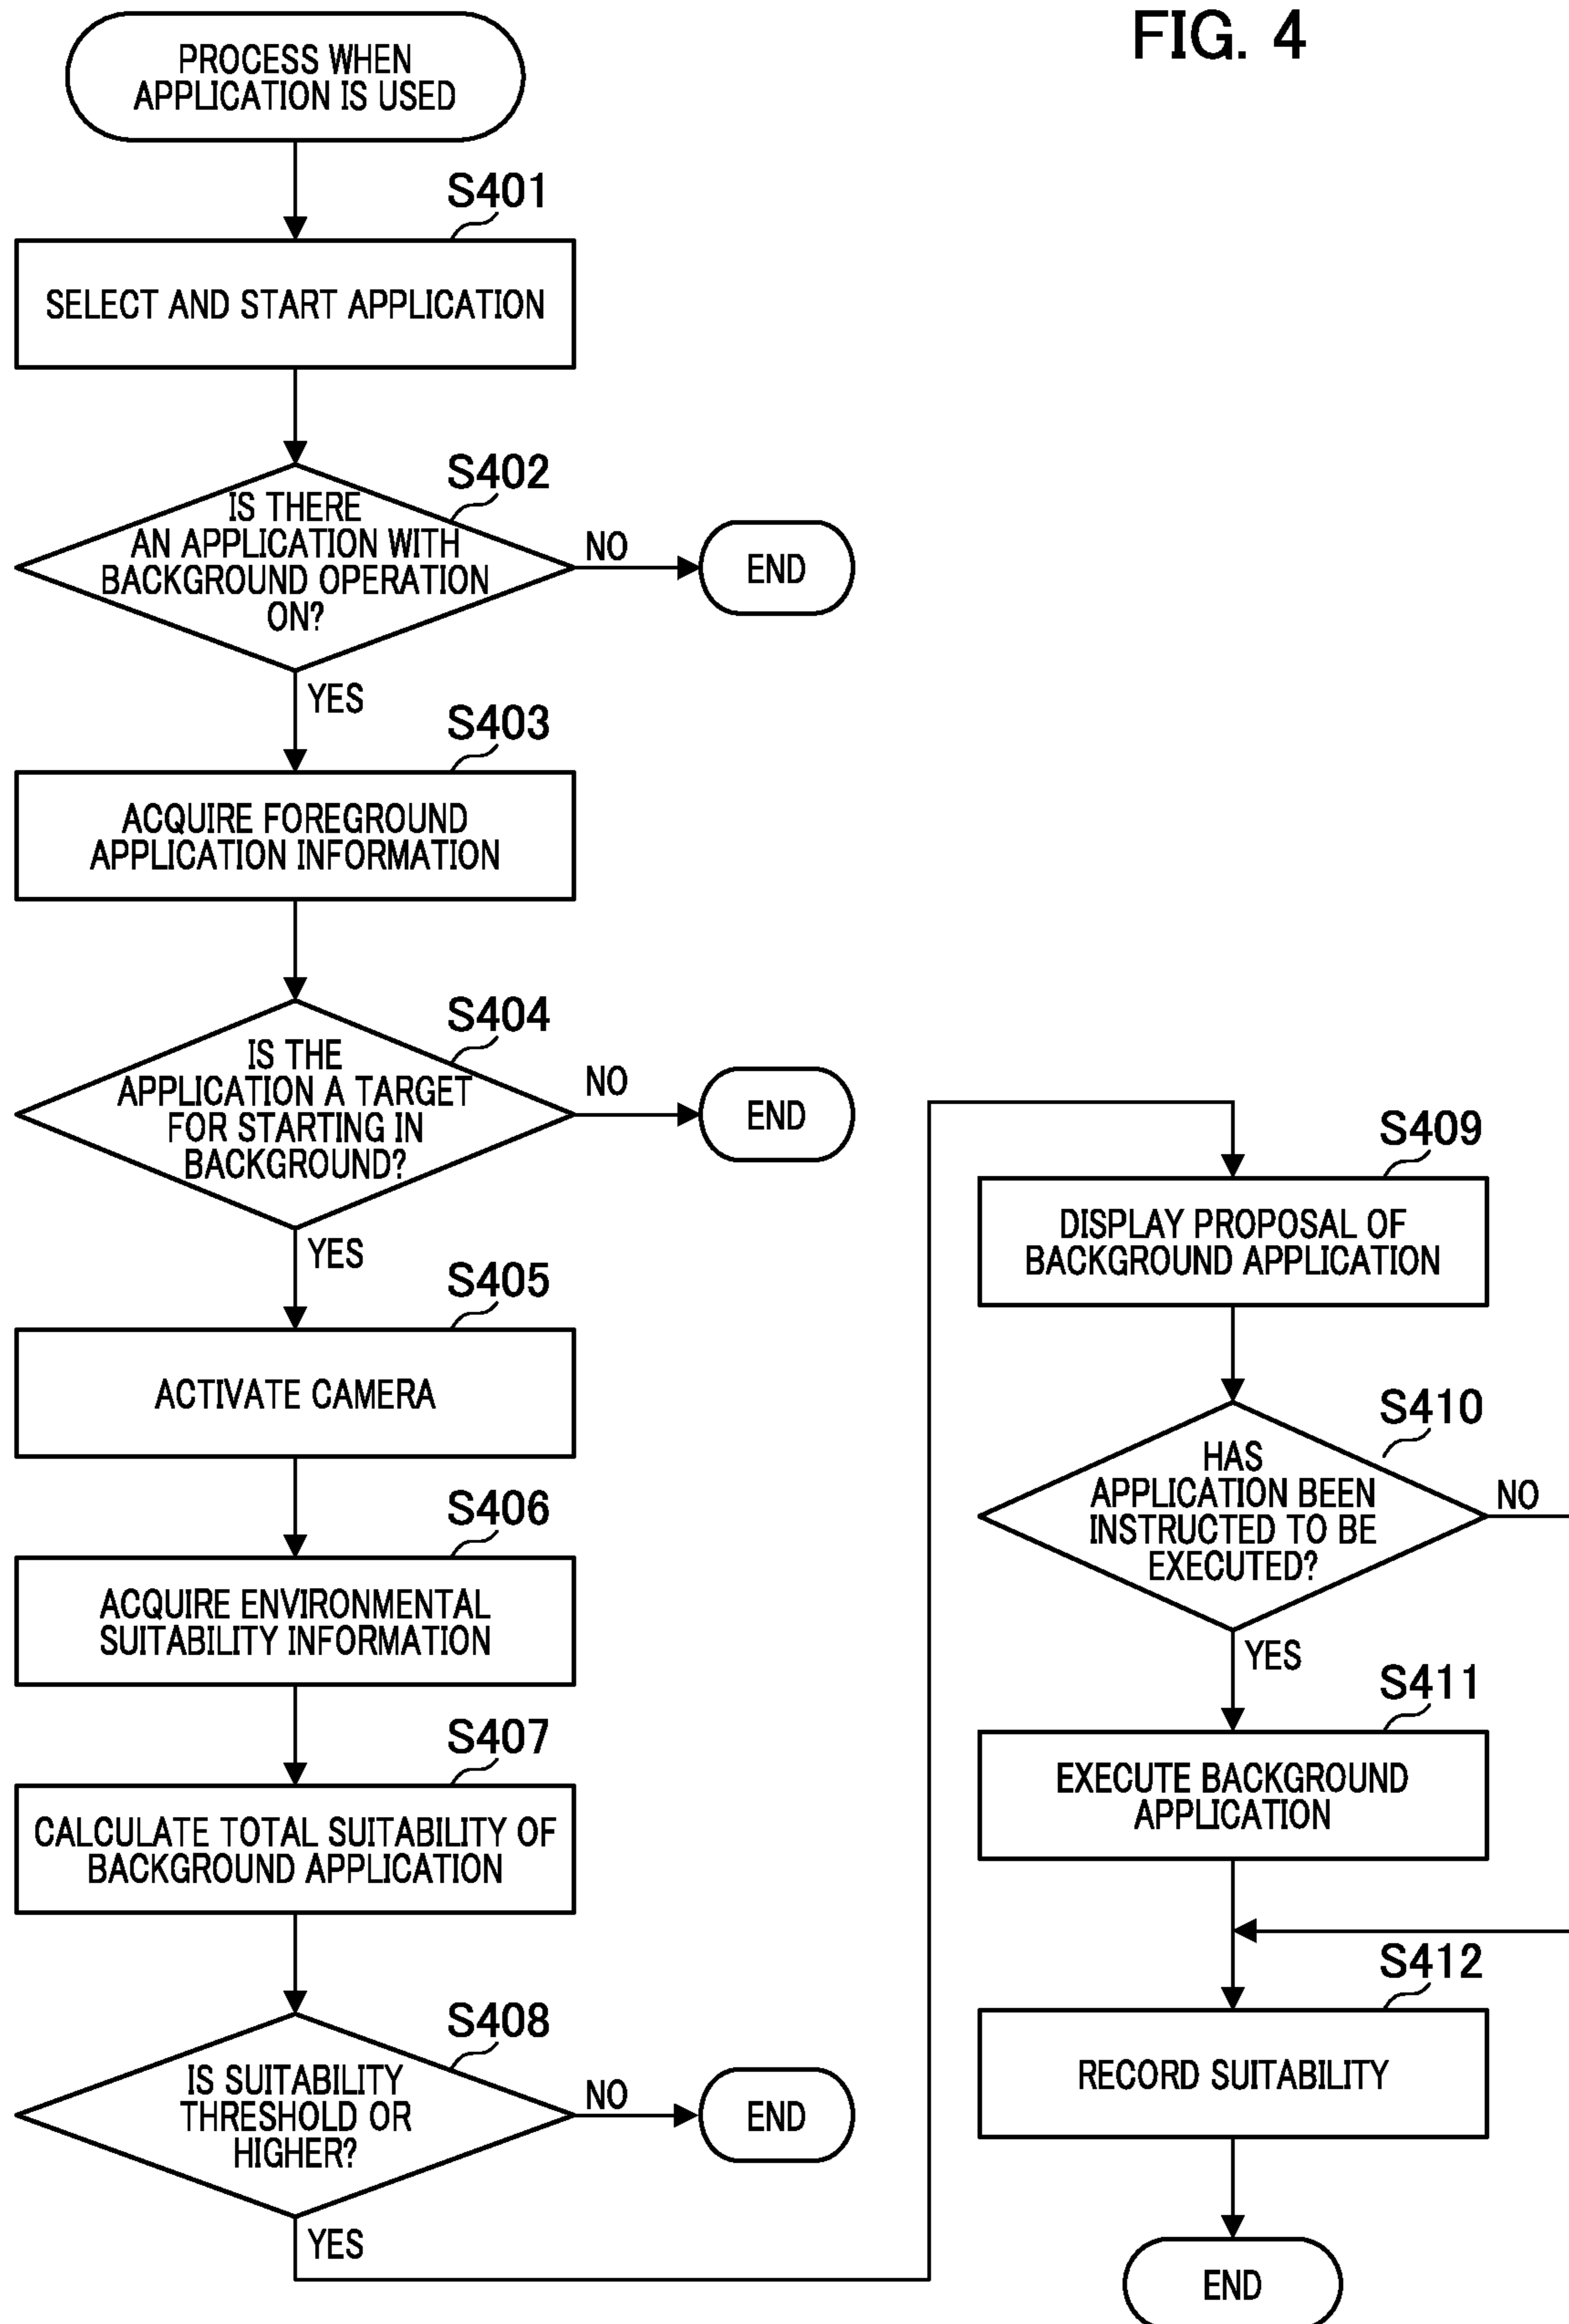 FIG. 4
PROCESS WHEN
APPLICATION IS USED
S401
SELECT AND START APPLICATION
S402
IS THERE
AN APPLICATION WITH
BACKGROUND OPERATION
ON?
NO
END
YES
S403
ACQUIRE FOREGROUND
APPLICATION INFORMATION
S404
IS THE
APPLICATION A TARGET
FOR STARTING IN
BACKGROUND?
NO
END
YES
S405
ACTIVATE CAMERA
S406
ACQUIRE ENVIRONMENTAL
SUITABILITY INFORMATION
S407
CALCULATE TOTAL SUITABILITY OF
BACKGROUND APPLICATION
S408
IS SUITABILITY
THRESHOLD OR
HIGHER?
NO
END
YES
S409
DISPLAY PROPOSAL OF
BACKGROUND APPLICATION
S410
HAS
APPLICATION BEEN
INSTRUCTED TO BE
EXECUTED?
NO
YES
S411
EXECUTE BACKGROUND
APPLICATION
S412
RECORD SUITABILITY
END